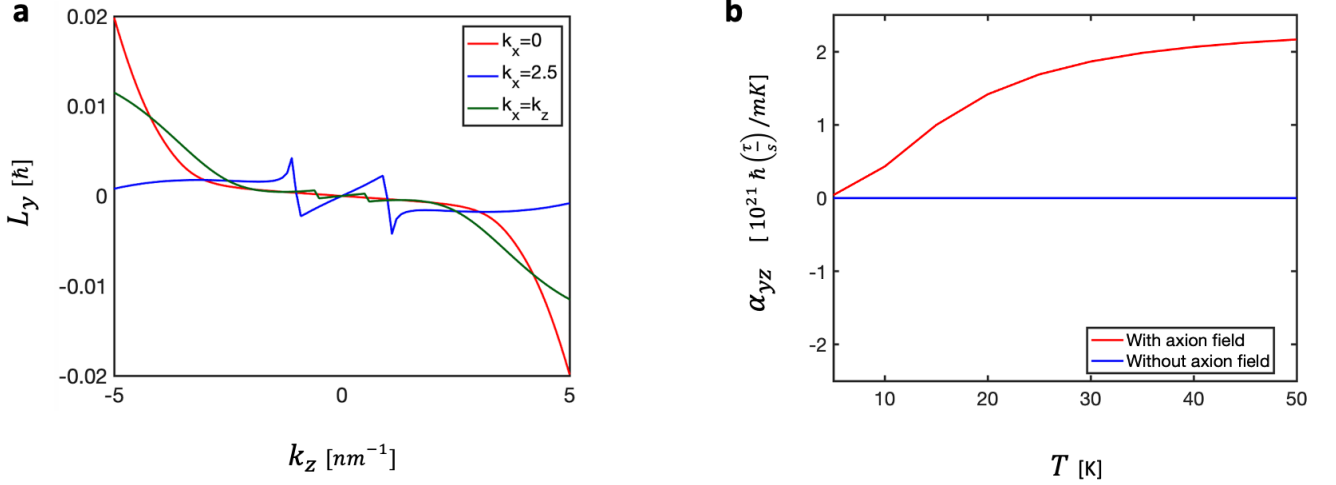 a
0.02
0.01
0
-0.01
-0.02
L_y [ħ]
k_x=0
k_x=2.5
k_x=k_z
-5
0
5
k_z [nm⁻¹]
b
2
1
0
-1
-2
α_yz [ 10²¹ ħ (τ/s) /mK]
With axion field
Without axion field
10
20
30
40
50
T [K]